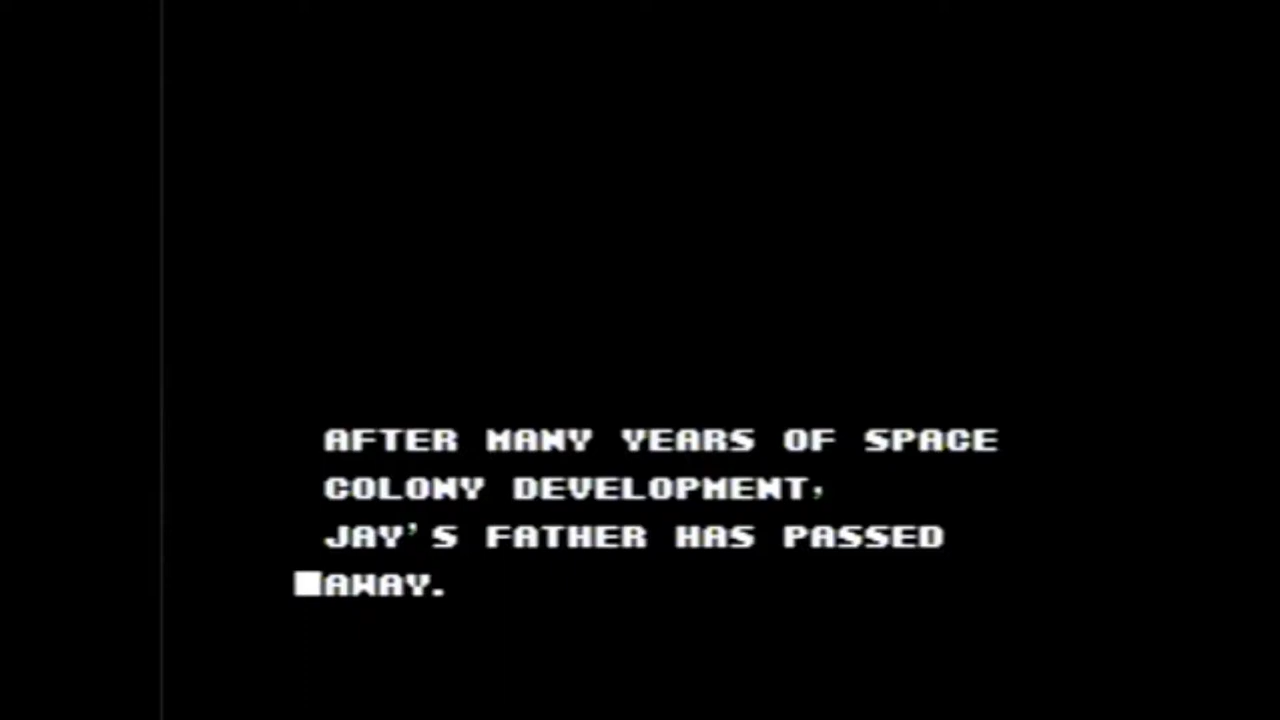 AFTER MANY YEARS OF SPACE
COLONY DEVELOPMENT,
JAY'S FATHER HAS PASSED
AWAY.